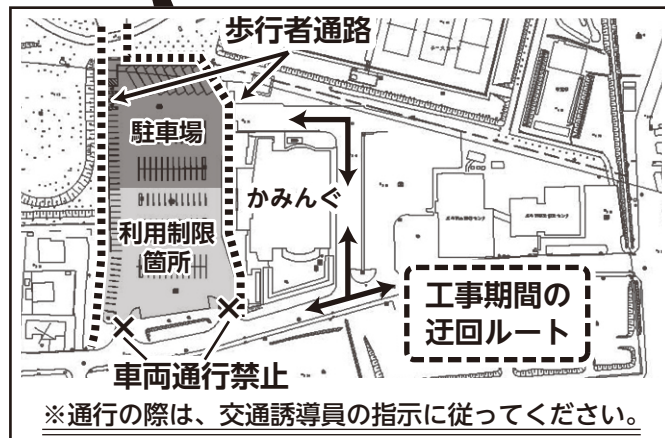 歩行者通路
駐車場
かみんぐ
利用制限
箇所
工事期間の
迂回ルート
車両通行禁止
※通行の際は、交通誘導員の指示に従ってください。